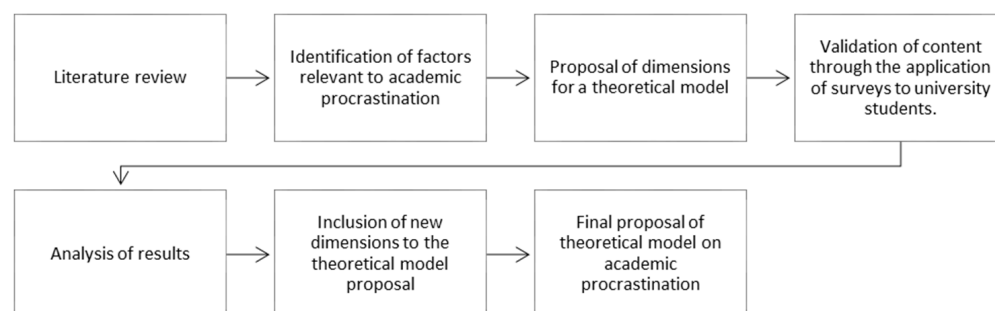 Literature review
Identification of factors
relevant to academic
procrastination
Proposal of dimensions
for a theoretical model
Validation of content
through the application
of surveys to university
students.
Analysis of results
Inclusion of new
dimensions to the
theoretical model
proposal
Final proposal of
theoretical model on
academic
procrastination